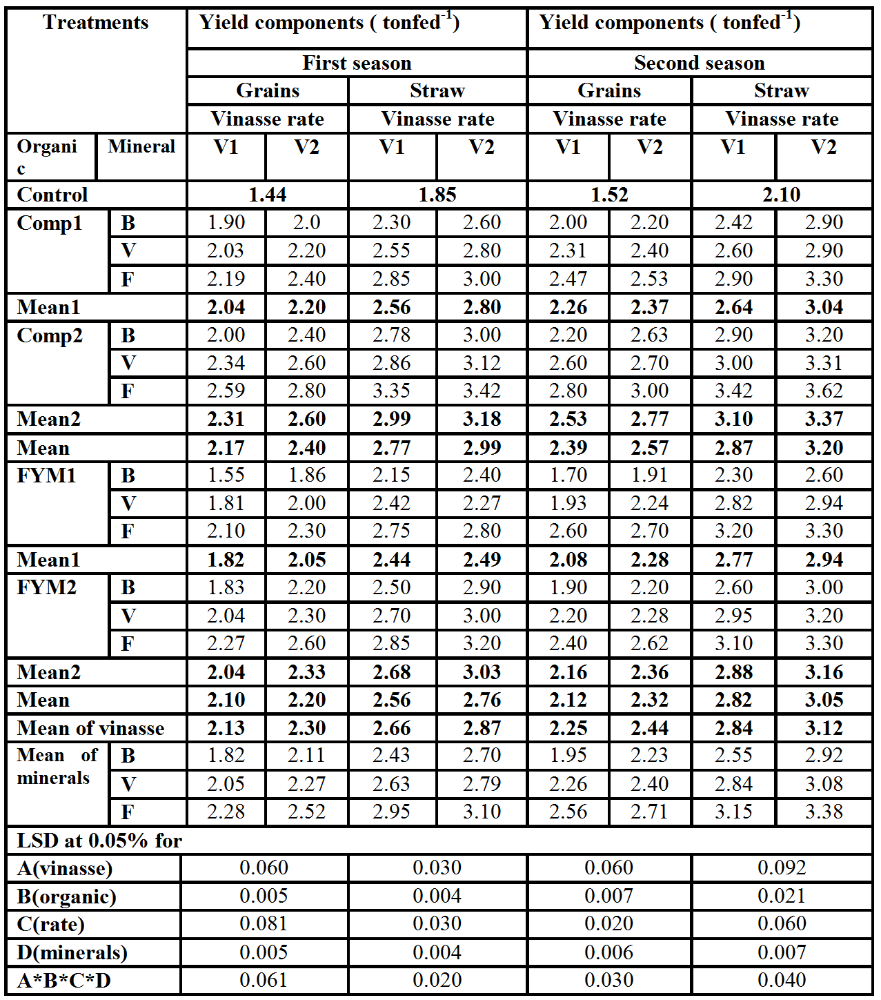 Treatments Yield components ( tonfed-1) Yield components ( tonfed-1)
First season Second season
Grains Straw Grains Straw
Vinasse rate Vinasse rate Vinasse rate Vinasse rate
Organi
c Mineral V1 V2 V1 V2 V1 V2 V1 V2
Control 1.44 1.85 1.52 2.10
Comp1 B 1.90 2.0 2.30 2.60 2.00 2.20 2.42 2.90
V 2.03 2.20 2.55 2.80 2.31 2.40 2.60 2.90
F 2.19 2.40 2.85 3.00 2.47 2.53 2.90 3.30
Mean1 2.04 2.20 2.56 2.80 2.26 2.37 2.64 3.04
Comp2 B 2.00 2.40 2.78 3.00 2.20 2.63 2.90 3.20
V 2.34 2.60 2.86 3.12 2.60 2.70 3.00 3.31
F 2.59 2.80 3.35 3.42 2.80 3.00 3.42 3.62
Mean2 2.31 2.60 2.99 3.18 2.53 2.77 3.10 3.37
Mean 2.17 2.40 2.77 2.99 2.39 2.57 2.87 3.20
FYM1 B 1.55 1.86 2.15 2.40 1.70 1.91 2.30 2.60
V 1.81 2.00 2.42 2.27 1.93 2.24 2.82 2.94
F 2.10 2.30 2.75 2.80 2.60 2.70 3.20 3.30
Mean1 1.82 2.05 2.44 2.49 2.08 2.28 2.77 2.94
FYM2 B 1.83 2.20 2.50 2.90 1.90 2.20 2.60 3.00
V 2.04 2.30 2.70 3.00 2.20 2.28 2.95 3.20
F 2.27 2.60 2.85 3.20 2.40 2.62 3.10 3.30
Mean2 2.04 2.33 2.68 3.03 2.16 2.36 2.88 3.16
Mean 2.10 2.20 2.56 2.76 2.12 2.32 2.82 3.05
Mean of vinasse 2.13 2.30 2.66 2.87 2.25 2.44 2.84 3.12
Mean of
minerals B 1.82 2.11 2.43 2.70 1.95 2.23 2.55 2.92
V 2.05 2.27 2.63 2.79 2.26 2.40 2.84 3.08
F 2.28 2.52 2.95 3.10 2.56 2.71 3.15 3.38
LSD at 0.05% for
A(vinasse) 0.060 0.030 0.060 0.092
B(organic) 0.005 0.004 0.007 0.021
C(rate) 0.081 0.030 0.020 0.060
D(minerals) 0.005 0.004 0.006 0.007
A*B*C*D 0.061 0.020 0.030 0.040